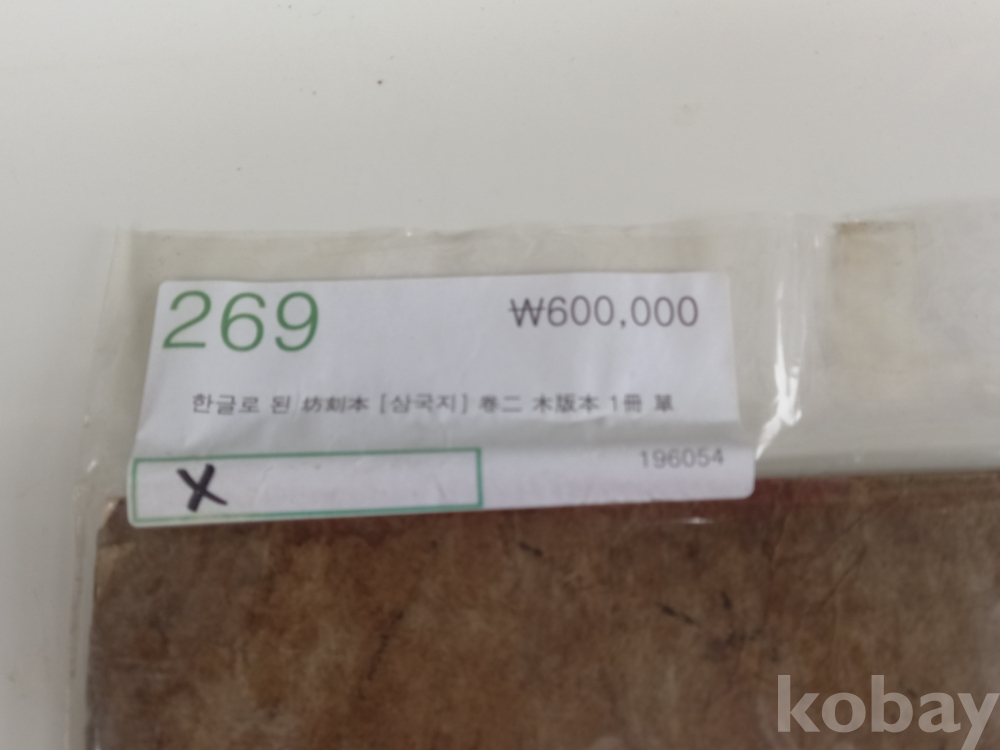 269
₩600,000
한글로 된 坊刻本 [삼국지] 卷二 木版本 1冊 單
196054
X
kobay